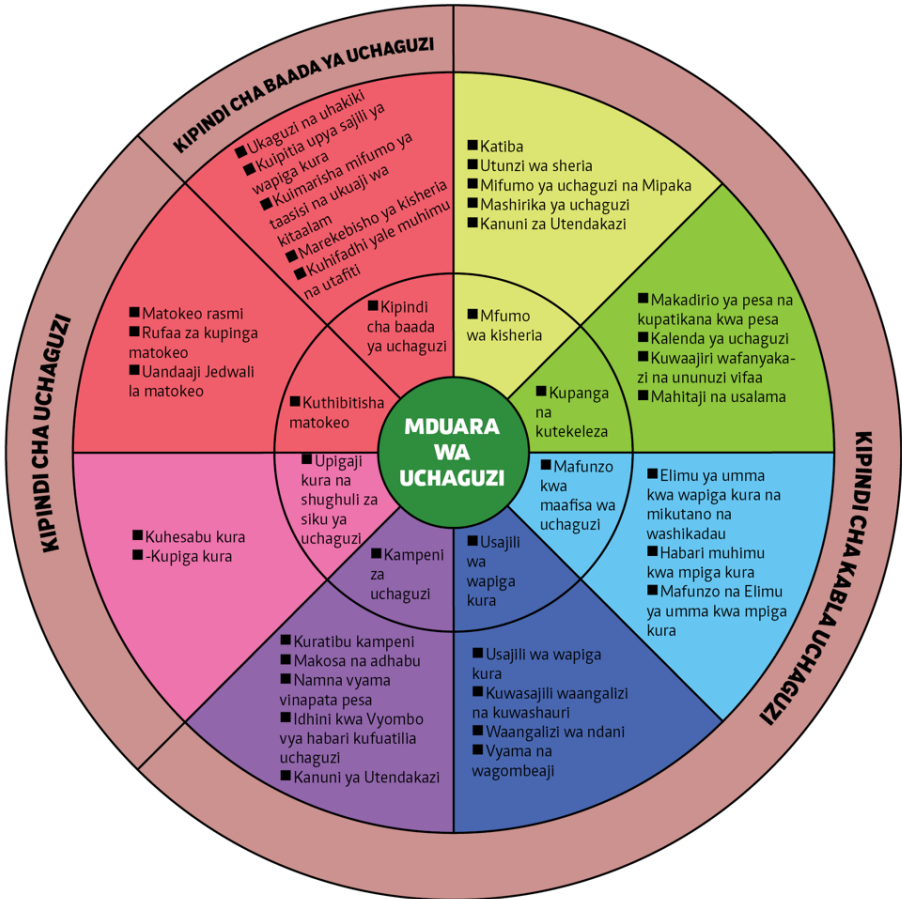 KIPINDI CHA BAADA YA UCHAGUZI
KIPINDI CHA KABLA UCHAGUZI
KIPINDI CHA UCHAGUZI
MDUARA
WA
UCHAGUZI
■ Mfumo
wa kisheria
■ Katiba
■ Utunzi wa sheria
■ Mifumo ya uchaguzi na Mipaka
■ Mashirika ya uchaguzi
■ Kanuni za Utendakazi
■ Kupanga
na
kutekeleza
■ Makadirio ya pesa na
kupatikana kwa pesa
■ Kalenda ya uchaguzi
■ Kuwaajiri wafanyaka-
zi na ununuzi vifaa
■ Mahitaji na usalama
■ Mafunzo
kwa
maafisa wa
uchaguzi
■ Elimu ya umma
kwa wapiga kura na
mikutano na
washikadau
■ Habari muhimu
kwa mpiga kura
■ Mafunzo na Elimu
ya umma kwa mpiga
kura
■ Usajili
wa
wapiga
kura
■ Usajili wa wapiga
kura
■ Kuwasajili waangalizi
na kuwashauri
■ Waangalizi wa ndani
■ Vyama na
wagombeaji
■ Kampeni
za
uchaguzi
■ Kuratibu kampeni
■ Makosa na adhabu
■ Namna vyama
vinapata pesa
■ Idhini kwa Vyombo
vya habari kufuatilia
uchaguzi
■ Kanuni ya Utendakazi
■ Upigaji
kura na
shughuli za
siku ya
uchaguzi
■ Kuhesabu kura
■ -Kupiga kura
■ Kuthibitisha
matokeo
■ Matokeo rasmi
■ Rufaa za kupinga
matokeo
■ Uandaaji Jedwali
la matokeo
■ Kipindi
cha baada
ya uchaguzi
■ Ukaguzi na uhakiki
■ Kuipitia upya sajili ya
wapiga kura
■ Kuimarisha mifumo ya
taasisi na ukuaji wa
kitaalam
■ Marekebisho ya kisheria
■ Kuhifadhi yale muhimu
na utafiti